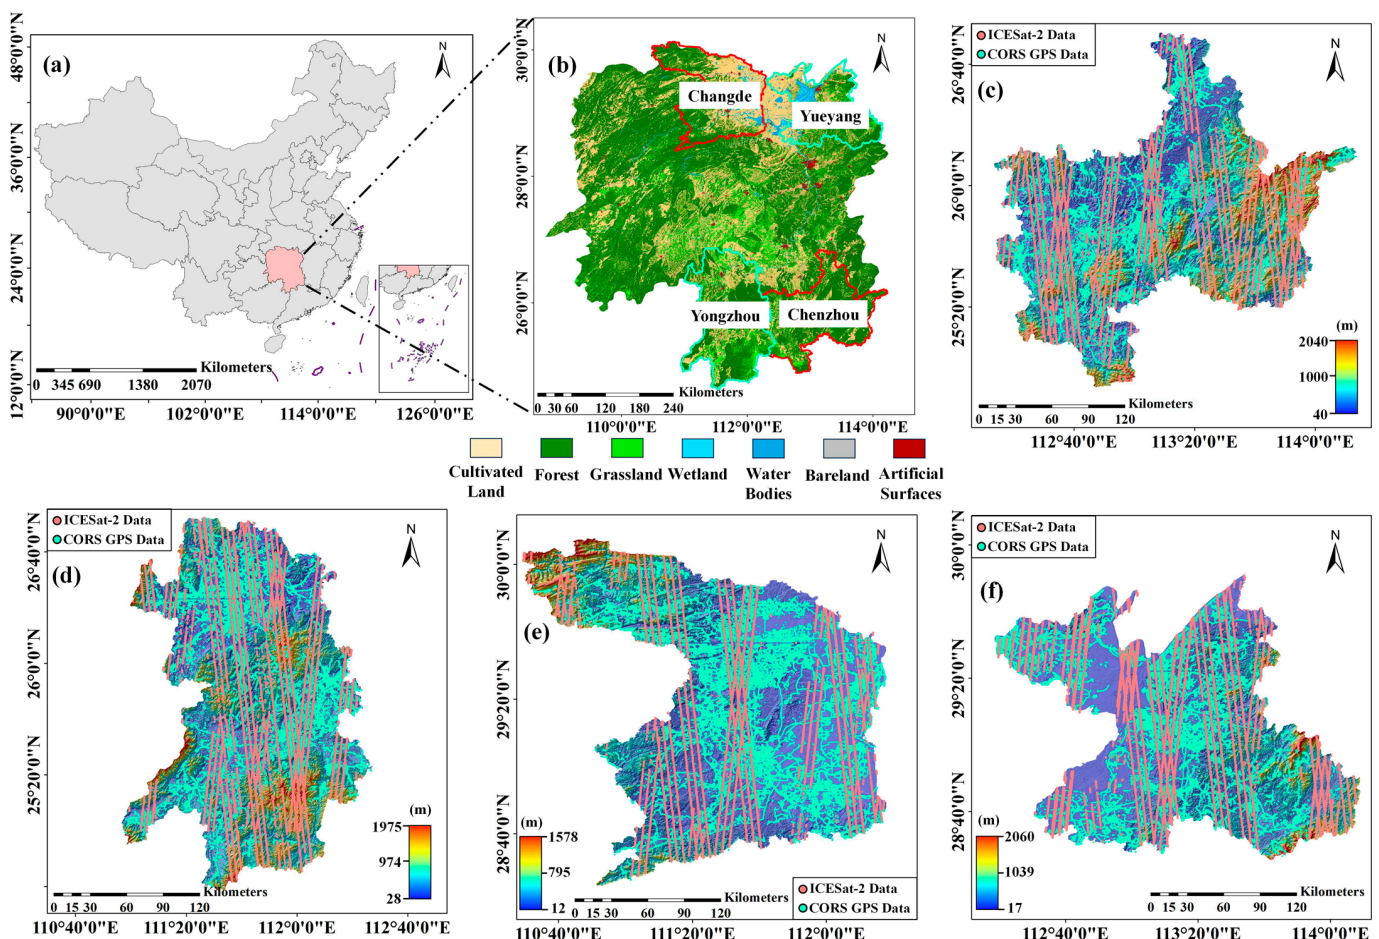 (a)
N
48°0'0"N
36°0'0"N
24°0'0"N
12°0'0"N
Kilometers
0 345 690 1380 2070
90°0'0"E 102°0'0"E 114°0'0"E 126°0'0"E
(b)
N
Changde
Yueyang
Yongzhou
Chenzhou
30°0'0"N
28°0'0"N
26°0'0"N
Kilometers
0 30 60 120 180 240
110°0'0"E 112°0'0"E 114°0'0"E
ICESat-2 Data
CORS GPS Data
(c)
N
26°40'0"N
26°0'0"N
25°20'0"N
(m)
2040
1000
40
Kilometers
0 15 30 60 90 120
112°40'0"E 113°20'0"E 114°0'0"E
Cultivated Land
Forest
Grassland
Wetland
Water Bodies
Bareland
Artificial Surfaces
ICESat-2 Data
CORS GPS Data
(d)
N
26°40'0"N
26°0'0"N
25°20'0"N
(m)
1975
974
28
Kilometers
0 15 30 60 90 120
110°40'0"E 111°20'0"E 112°0'0"E 112°40'0"E
(e)
N
30°0'0"N
29°20'0"N
28°40'0"N
(m)
1578
795
12
Kilometers
0 15 30 60 90 120
ICESat-2 Data
CORS GPS Data
110°40'0"E 111°20'0"E 112°0'0"E
ICESat-2 Data
CORS GPS Data
(f)
N
30°0'0"N
29°20'0"N
28°40'0"N
(m)
2060
1039
17
Kilometers
0 15 30 60 90 120
112°40'0"E 113°20'0"E 114°0'0"E